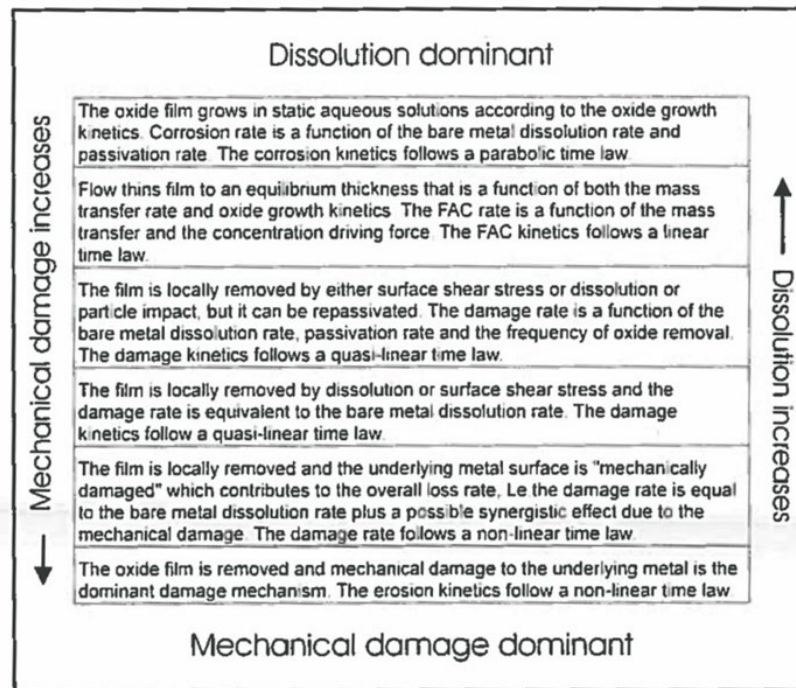 Dissolution dominant
Mechanical damage increases
The oxide film grows in static aqueous solutions according to the oxide growth
kinetics. Corrosion rate is a function of the bare metal dissolution rate and
passivation rate. The corrosion kinetics follows a parabolic time law.
Flow thins film to an equilibrium thickness that is a function of both the mass
transfer rate and oxide growth kinetics. The FAC rate is a function of the mass
transfer and the concentration driving force. The FAC kinetics follows a linear
time law.
The film is locally removed by either surface shear stress or dissolution or
particle impact, but it can be repassivated. The damage rate is a function of the
bare metal dissolution rate, passivation rate and the frequency of oxide removal.
The damage kinetics follows a quasi-linear time law.
The film is locally removed by dissolution or surface shear stress and the
damage rate is equivalent to the bare metal dissolution rate. The damage
kinetics follow a quasi-linear time law.
The film is locally removed and the underlying metal surface is "mechanically
damaged" which contributes to the overall loss rate, Le the damage rate is equal
to the bare metal dissolution rate plus a possible synergistic effect due to the
mechanical damage. The damage rate follows a non-linear time law.
The oxide film is removed and mechanical damage to the underlying metal is the
dominant damage mechanism. The erosion kinetics follow a non-linear time law
Dissolution increases
Mechanical damage dominant